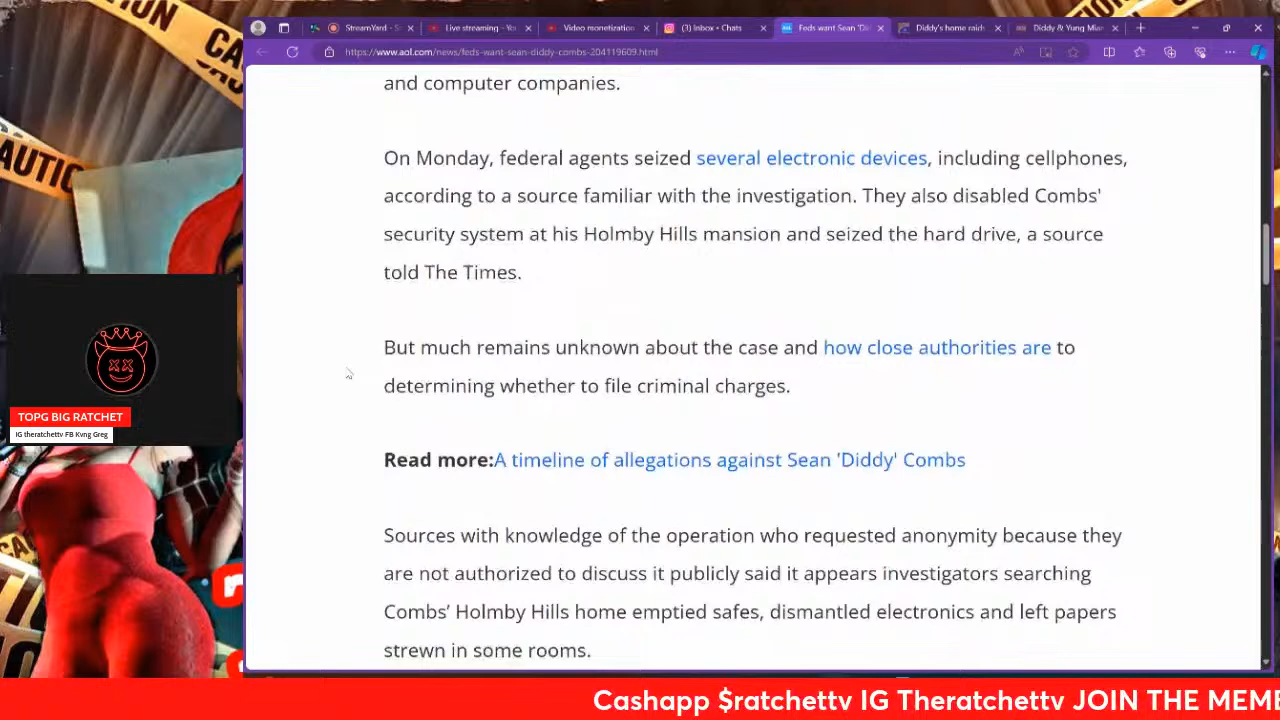 CAUTION
CAU
AUTIO
StreamYard - S
Live streaming - Yo
Video monetization
(3) Inbox • Chats
Feds want Sean 'Di
Diddy's home raids
Diddy & Yung Mia
https://www.aol.com/news/feds-want-sean-diddy-combs-204119609.html
and computer companies.
On Monday, federal agents seized several electronic devices, including cellphones,
according to a source familiar with the investigation. They also disabled Combs'
security system at his Holmby Hills mansion and seized the hard drive, a source
told The Times.
But much remains unknown about the case and how close authorities are to
determining whether to file criminal charges.
Read more:A timeline of allegations against Sean 'Diddy' Combs
Sources with knowledge of the operation who requested anonymity because they
are not authorized to discuss it publicly said it appears investigators searching
Combs’ Holmby Hills home emptied safes, dismantled electronics and left papers
strewn in some rooms.
TOPG BIG RATCHET
IG theratchettv FB Kvng Greg
Cashapp $ratchettv IG Theratchettv JOIN THE MEME